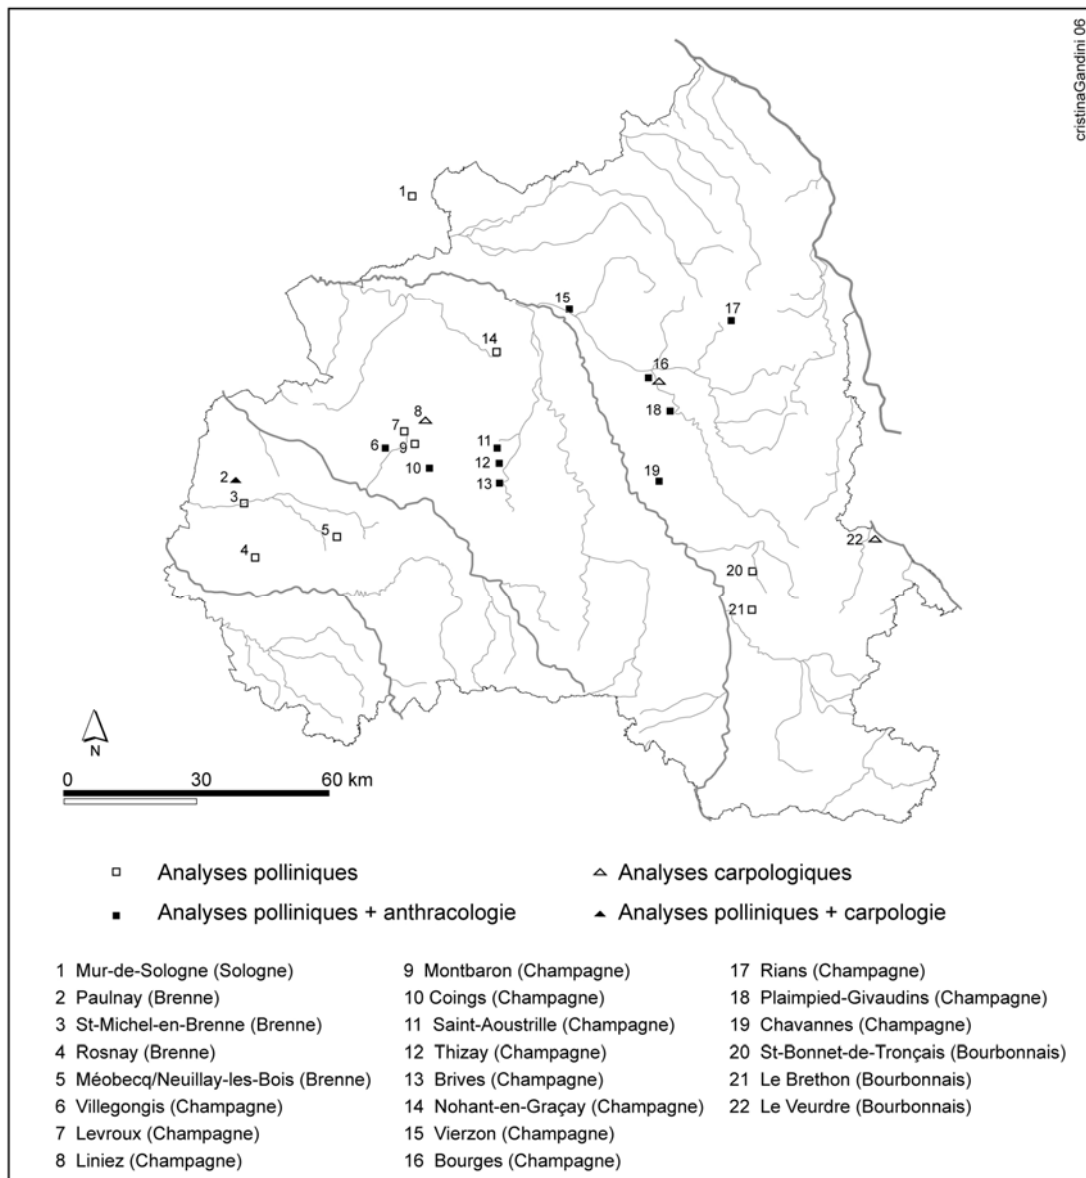 cristinaGandini 06
1
17
15
14
16
8
7
18
6
9
11
10
12
2
19
13
3
5
22
4
20
21
N
0 30 60 km
Analyses polliniques
Analyses carpologiques
Analyses polliniques + anthracologie
Analyses polliniques + carpologie
1 Mur-de-Sologne (Sologne)
2 Paulnay (Brenne)
3 St-Michel-en-Brenne (Brenne)
4 Rosnay (Brenne)
5 Méobecq/Neuillay-les-Bois (Brenne)
6 Villegongis (Champagne)
7 Levroux (Champagne)
8 Liniez (Champagne)
9 Montbaron (Champagne)
10 Coings (Champagne)
11 Saint-Aoustrille (Champagne)
12 Thizay (Champagne)
13 Brives (Champagne)
14 Nohant-en-Graçay (Champagne)
15 Vierzon (Champagne)
16 Bourges (Champagne)
17 Rians (Champagne)
18 Plaimpied-Givaudins (Champagne)
19 Chavannes (Champagne)
20 St-Bonnet-de-Tronçais (Bourbonnais)
21 Le Brethon (Bourbonnais)
22 Le Veurdre (Bourbonnais)